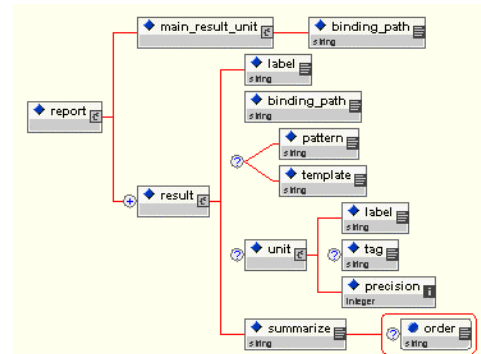 main_result_unit
binding_path
string
label
string
binding_path
string
report
pattern
string
template
string
result
label
string
unit
tag
string
precision
integer
summarize
string
order
string